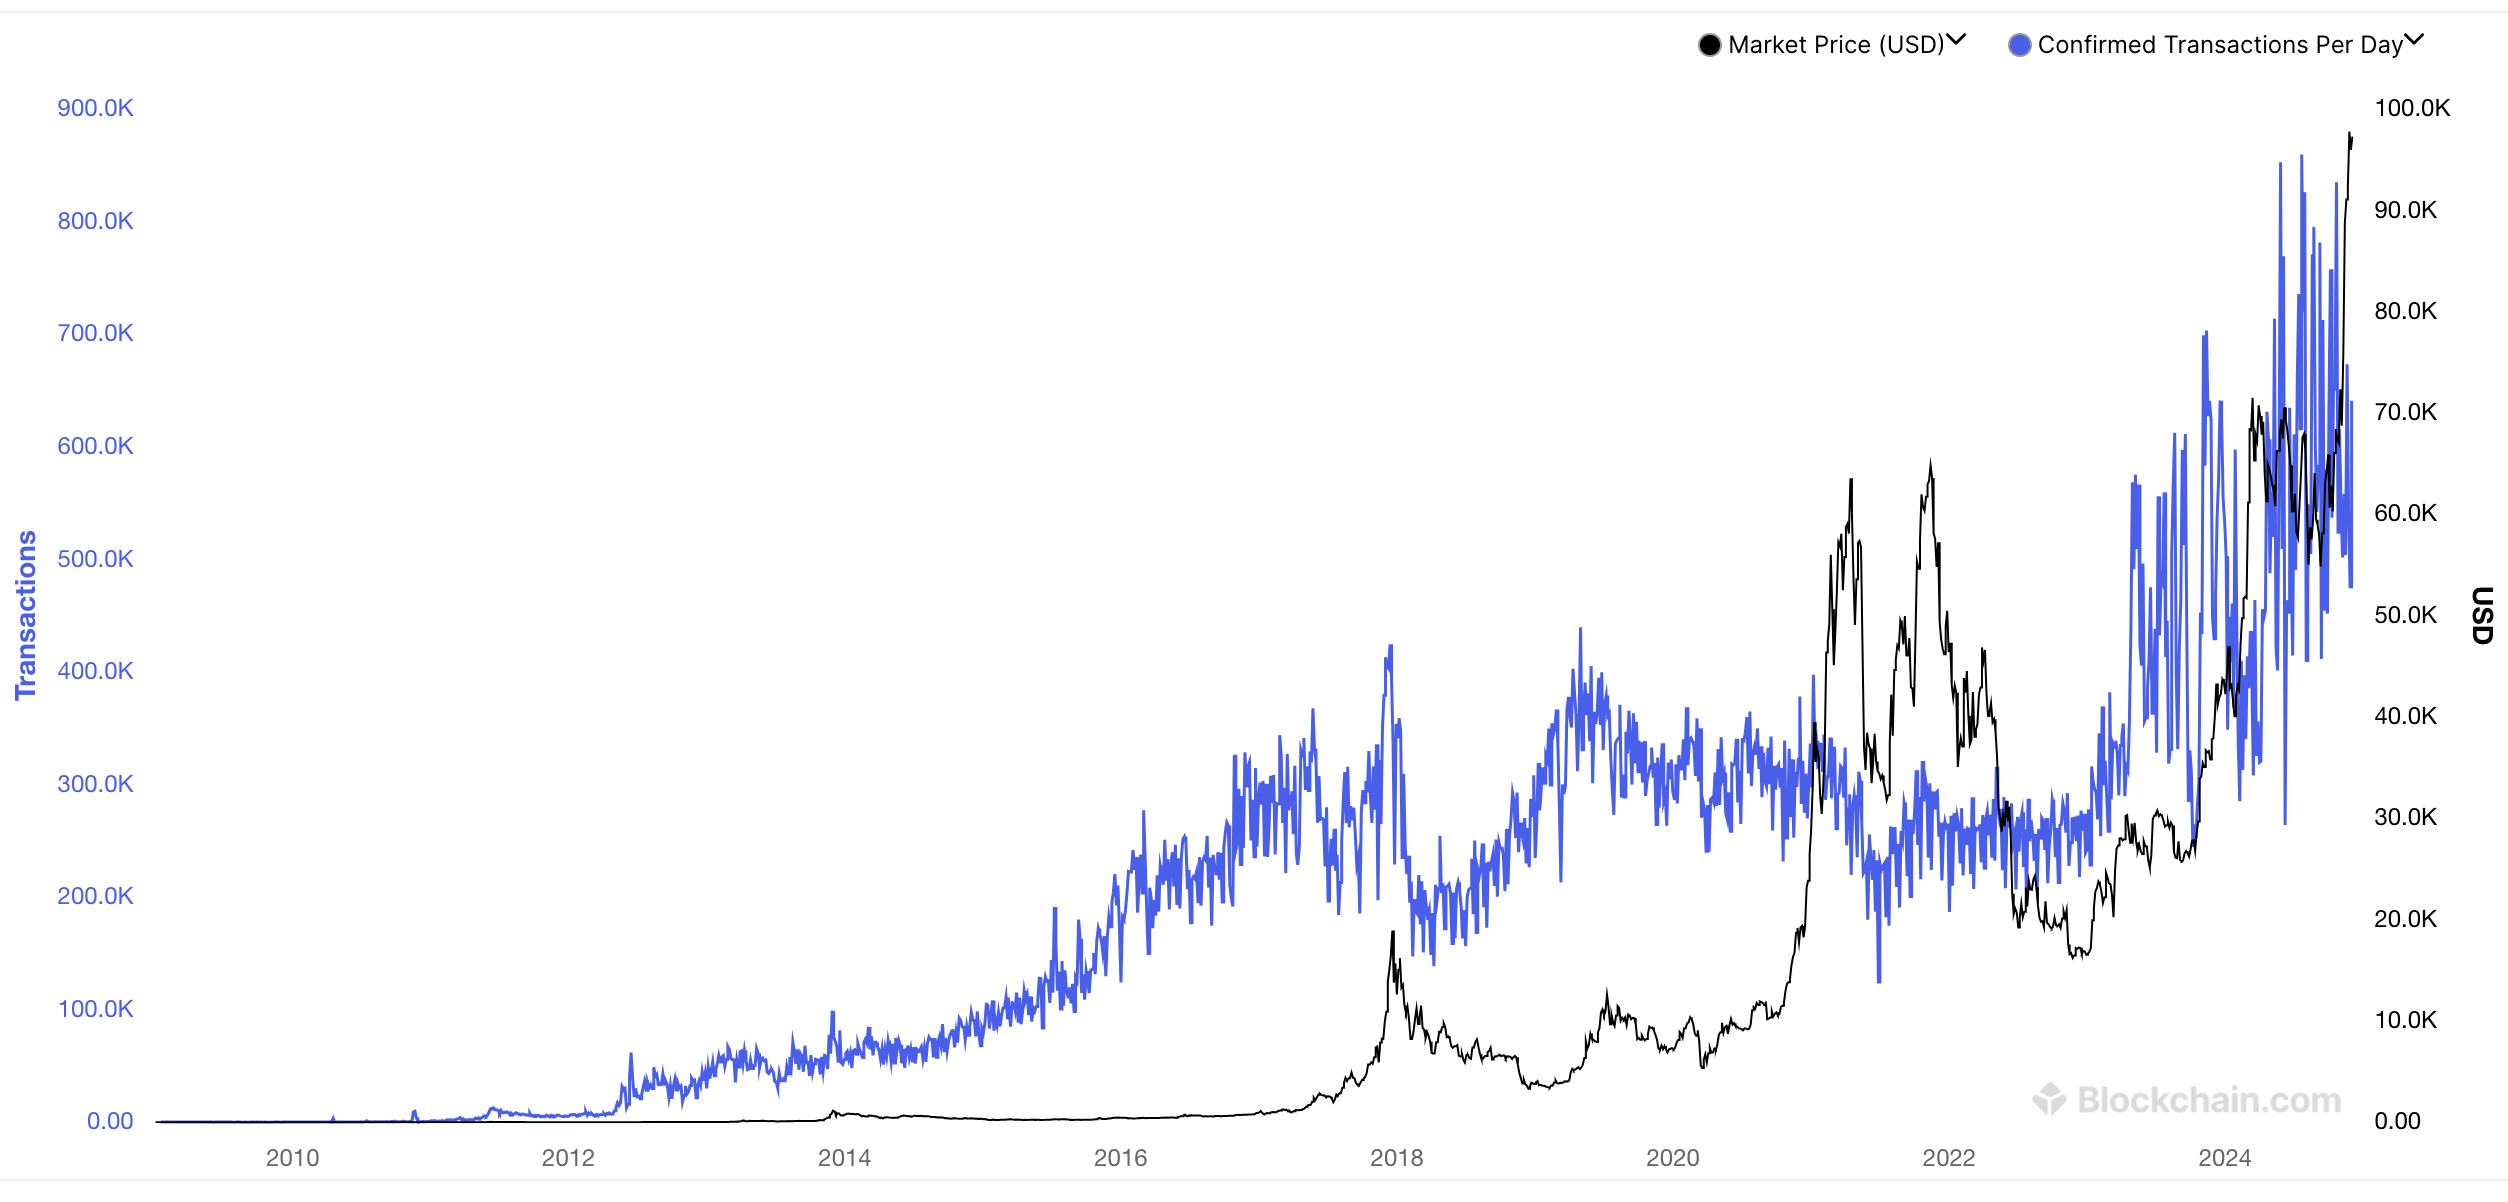 Market Price (USD) Confirmed Transactions Per Day
900.0K
800.0K
700.0K
600.0K
500.0K
400.0K
300.0K
200.0K
100.0K
0.00
Transactions
100.0K
90.0K
80.0K
70.0K
60.0K
50.0K
40.0K
30.0K
20.0K
10.0K
0.00
USD
Blockchain.com
2010 2012 2014 2016 2018 2020 2022 2024